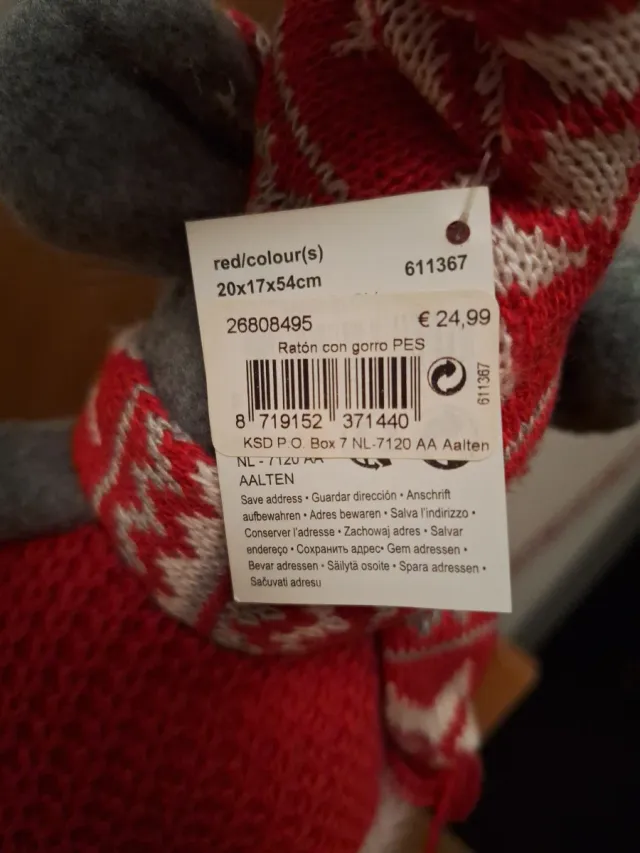 red/colour(s)
20x17x54cm
611367
26808495
€ 24,99
Ratón con gorro PES
611367
8 719152 371440
KSD P.O. Box 7 NL-7120 AA Aalten
NL - 7120 AA
AALTEN
Save address • Guardar dirección • Anschrift
aufbewahren • Adres bewaren • Salva l'indirizzo •
Conserver l'adresse • Zachowaj adres • Salvar
endereço • Сохранить адрес• Gem adressen •
Bevar adressen • Säilytä osoite • Spara adressen •
Sačuvati adresu